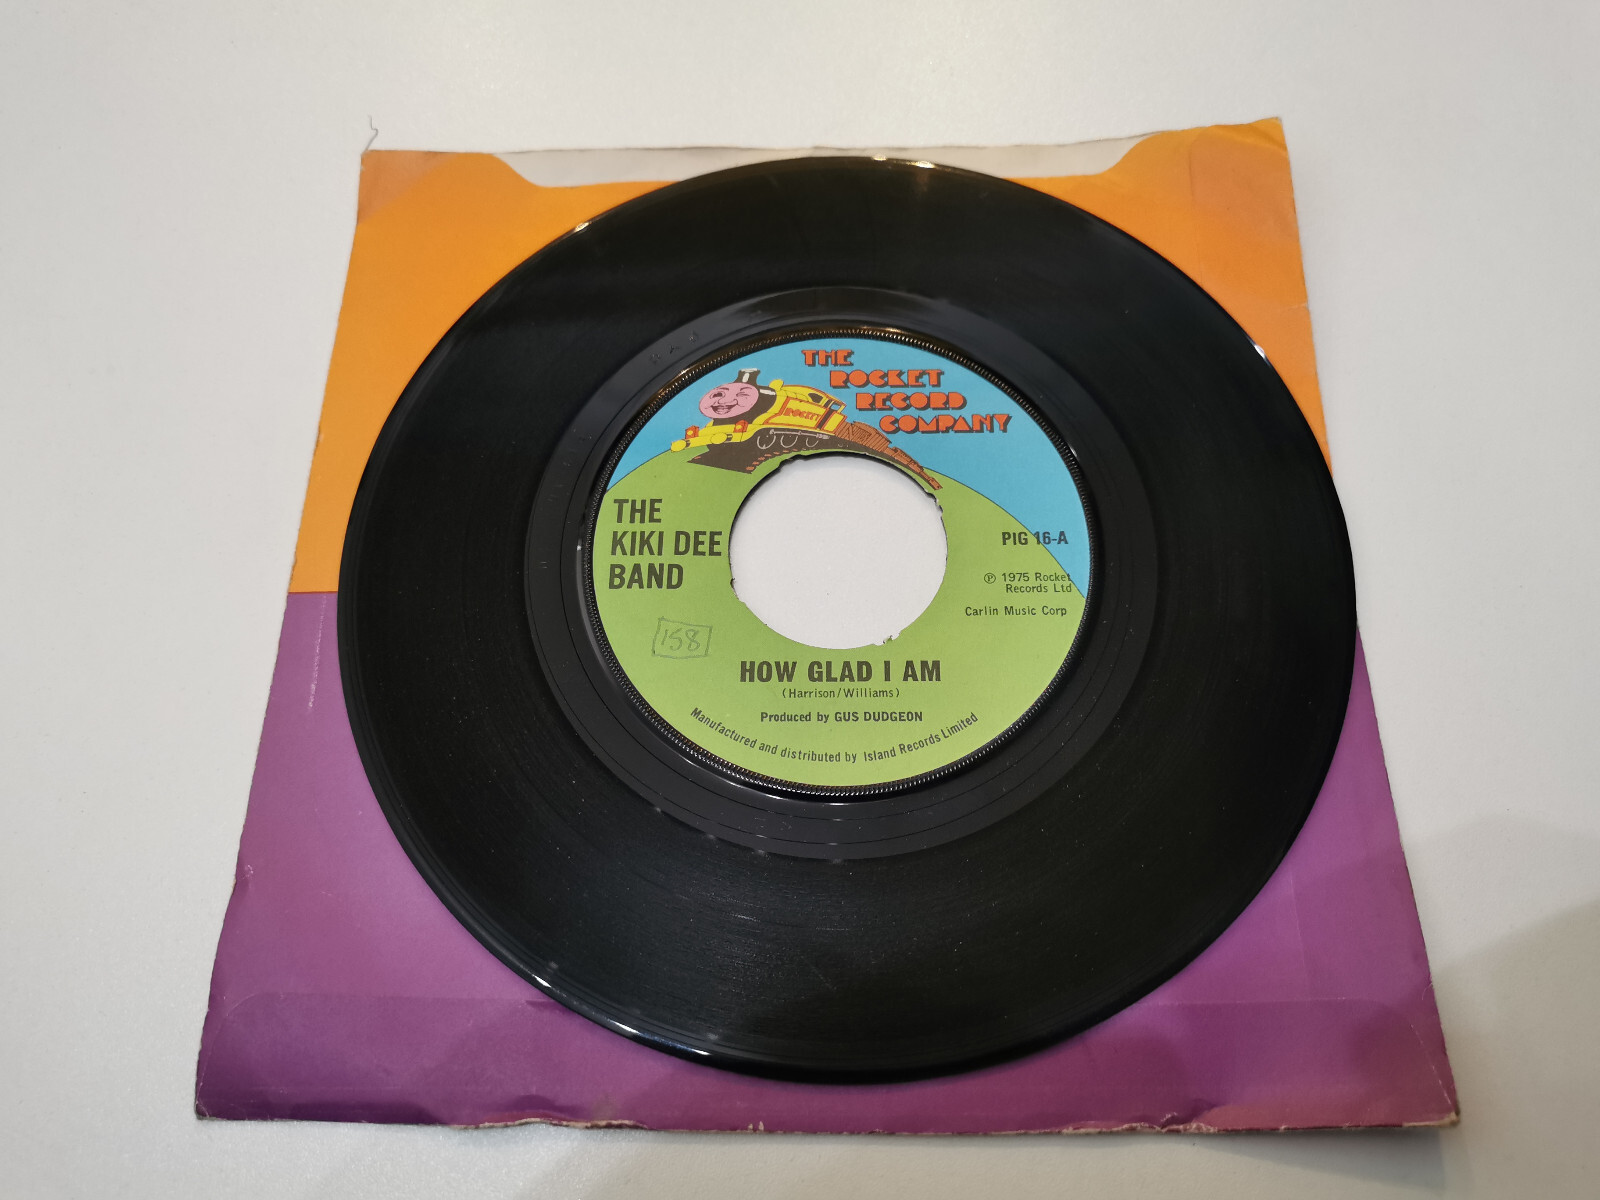 THE
ROCKET
RECORD
COMPANY
ROCKET
THE
KIKI DEE
BAND
PIG 16-A
℗ 1975 Rocket
Records Ltd
Carlin Music Corp
158
HOW GLAD I AM
(Harrison/Williams)
Produced by GUS DUDGEON
Manufactured and distributed by Island Records Limited